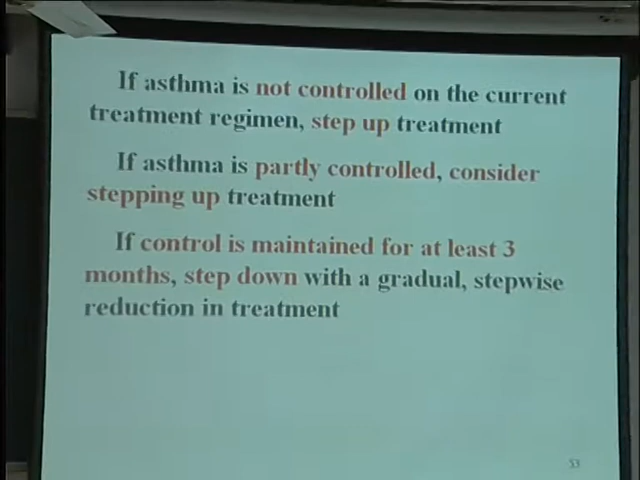 If asthma is not controlled on the current
treatment regimen, step up treatment
If asthma is partly controlled, consider
stepping up treatment
If control is maintained for at least 3
months, step down with a gradual, stepwise
reduction in treatment
53